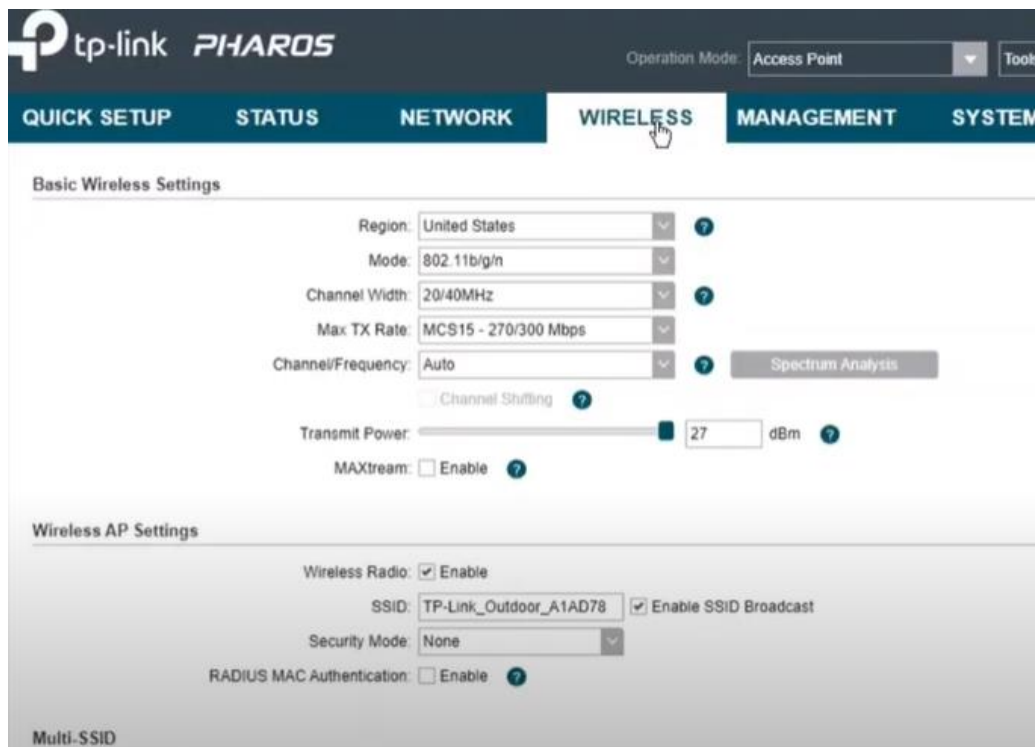 tp-link PHAROS
Operation Mode: Access Point Tools
QUICK SETUP STATUS NETWORK WIRELESS MANAGEMENT SYSTEM
Basic Wireless Settings
Region: United States ?
Mode: 802.11b/g/n
Channel Width: 20/40MHz ?
Max TX Rate: MCS15 - 270/300 Mbps
Channel/Frequency: Auto ? Spectrum Analysis
Channel Shifting ?
Transmit Power: 27 dBm ?
MAXtream: Enable ?
Wireless AP Settings
Wireless Radio: Enable
SSID: TP-Link_Outdoor_A1AD78 Enable SSID Broadcast
Security Mode: None
RADIUS MAC Authentication: Enable ?
Multi-SSID